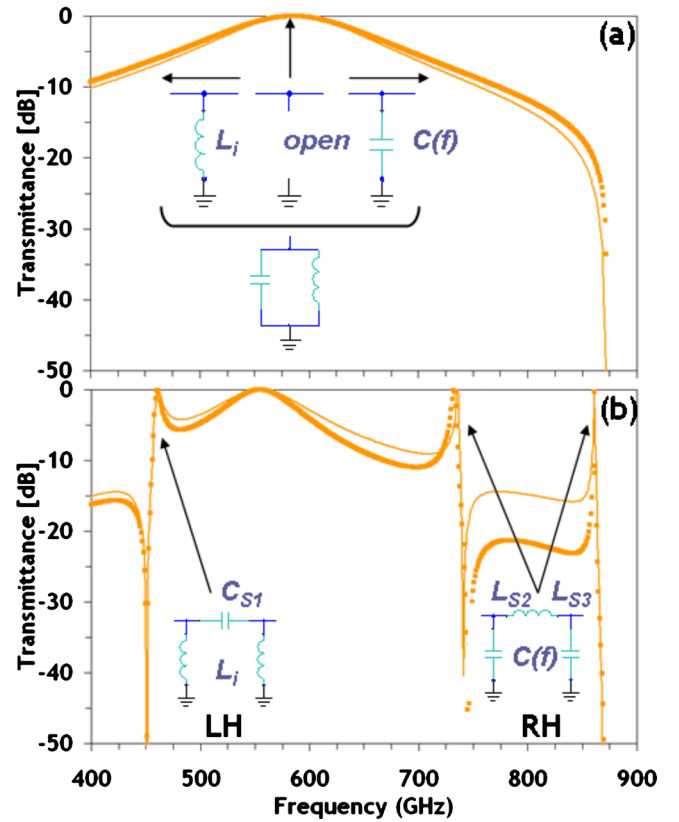 0
-10
-20
-30
-40
-50
Transmittance [dB]
(a)
L_i open C(f)
0
-10
-20
-30
-40
-50
Transmittance [dB]
(b)
C_S1
L_i
LH
L_S2 L_S3
C(f)
RH
400 500 600 700 800 900
Frequency (GHz)